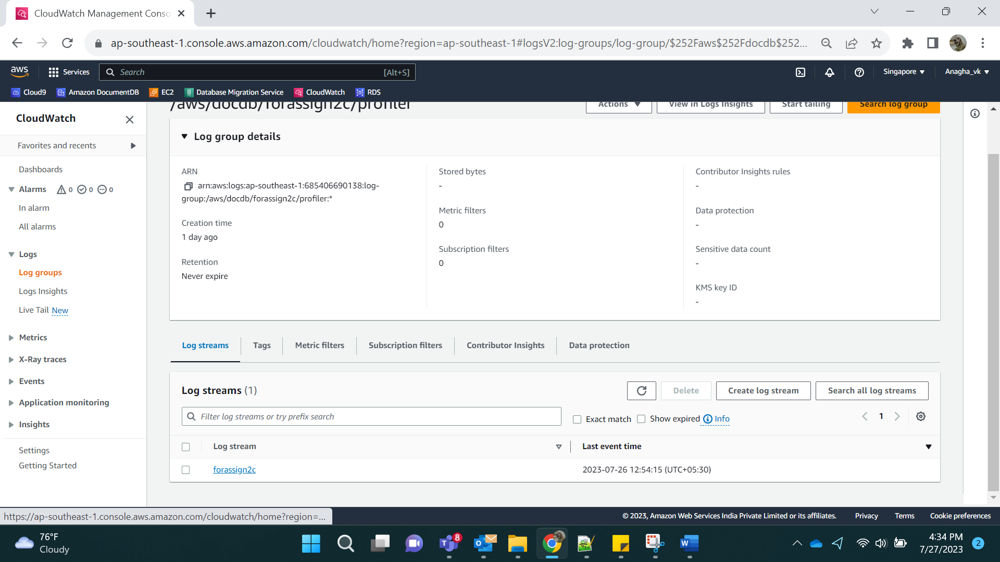 CloudWatch Management Conso
ap-southeast-1.console.aws.amazon.com/cloudwatch/home?region=ap-southeast-1#logsV2:log-groups/log-group/$252Faws$252Fdocdb$252...
aws
Services
Search [Alt+S]
Singapore
Anagha_vk
Cloud9
Amazon DocumentDB
EC2
Database Migration Service
CloudWatch
RDS
CloudWatch
Favorites and recents
Dashboards
Alarms 0 0 0
In alarm
All alarms
Logs
Log groups
Logs Insights
Live Tail New
Metrics
X-Ray traces
Events
Application monitoring
Insights
Settings
Getting Started
/aws/docdb/forassign2c/profiler
Actions
View in Logs Insights
Start tailing
Search log group
Log group details
ARN
arn:aws:logs:ap-southeast-1:685406690138:log-
group:/aws/docdb/forassign2c/profiler:*
Creation time
1 day ago
Retention
Never expire
Stored bytes
-
Metric filters
0
Subscription filters
0
Contributor Insights rules
-
Data protection
-
Sensitive data count
-
KMS key ID
-
Log streams
Tags
Metric filters
Subscription filters
Contributor Insights
Data protection
Log streams (1)
Delete
Create log stream
Search all log streams
Filter log streams or try prefix search
Exact match
Show expired
Info
1
Log stream
Last event time
forassign2c
2023-07-26 12:54:15 (UTC+05:30)
https://ap-southeast-1.console.aws.amazon.com/cloudwatch/home?region=...
© 2023, Amazon Web Services India Private Limited or its affiliates.
Privacy
Terms
Cookie preferences
76°F
Cloudy
8
4:34 PM
7/27/2023
2